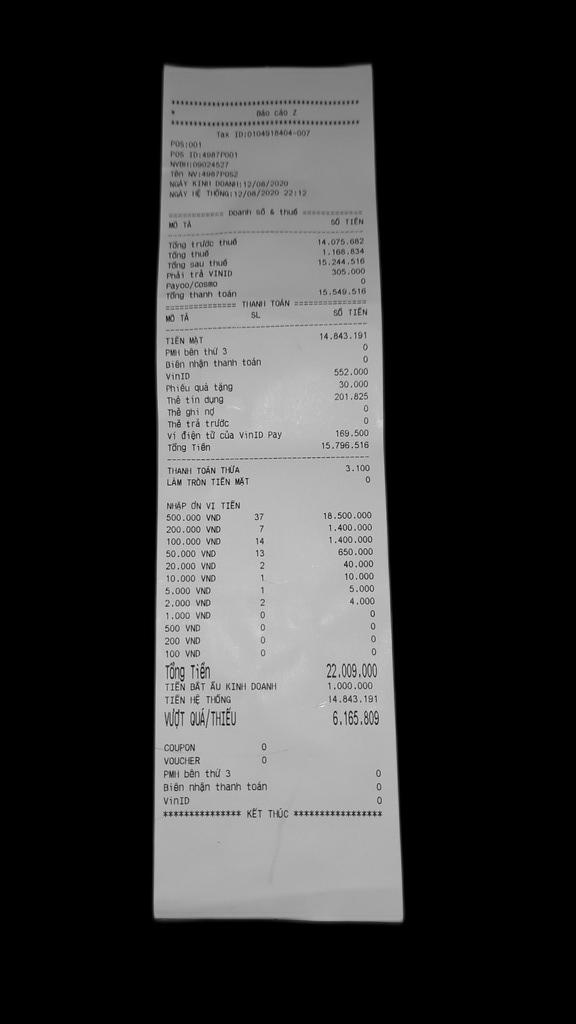 *****************************************
* Báo cáo Z
*****************************************
Tax ID:0104918404-007
POS:001
POS ID:4987P001
NVBH:09024527
Tên NV:4987POS2
NGÀY KINH DOANH:12/08/2020
NGÀY HỆ THỐNG:12/08/2020 22:12
============ Doanh số & thuế =============
MÔ TẢ SỐ TIỀN
Tổng trước thuế 14.075.682
Tổng thuế 1.168.834
Tổng sau thuế 15.244.516
Phải trả VINID 305.000
Payoo/Cosmo 0
Tổng thanh toán 15.549.516
================ THANH TOÁN ================
MÔ TẢ SL SỐ TIỀN
TIỀN MẶT 14.843.191
PMH bên thứ 3 0
Biên nhận thanh toán 0
VinID 552.000
Phiếu quà tặng 30.000
Thẻ tín dụng 201.825
Thẻ ghi nợ 0
Thẻ trả trước 0
Ví điện tử của VinID Pay 169.500
Tổng Tiền 15.796.516
THANH TOÁN THỪA 3.100
LÀM TRÒN TIỀN MẶT 0
NHẬP ƠN VỊ TIỀN
500.000 VND 37 18.500.000
200.000 VND 7 1.400.000
100.000 VND 14 1.400.000
50.000 VND 13 650.000
20.000 VND 2 40.000
10.000 VND 1 10.000
5.000 VND 1 5.000
2.000 VND 2 4.000
1.000 VND 0 0
500 VND 0 0
200 VND 0 0
100 VND 0 0
Tổng Tiền 22.009.000
TIỀN BẮT ẦU KINH DOANH 1.000.000
TIỀN HỆ THỐNG 14.843.191
VƯỢT QUÁ/THIẾU 6.165.809
COUPON 0
VOUCHER 0
PMH bên thứ 3 0
Biên nhận thanh toán 0
VinID 0
*************** KẾT THÚC *****************